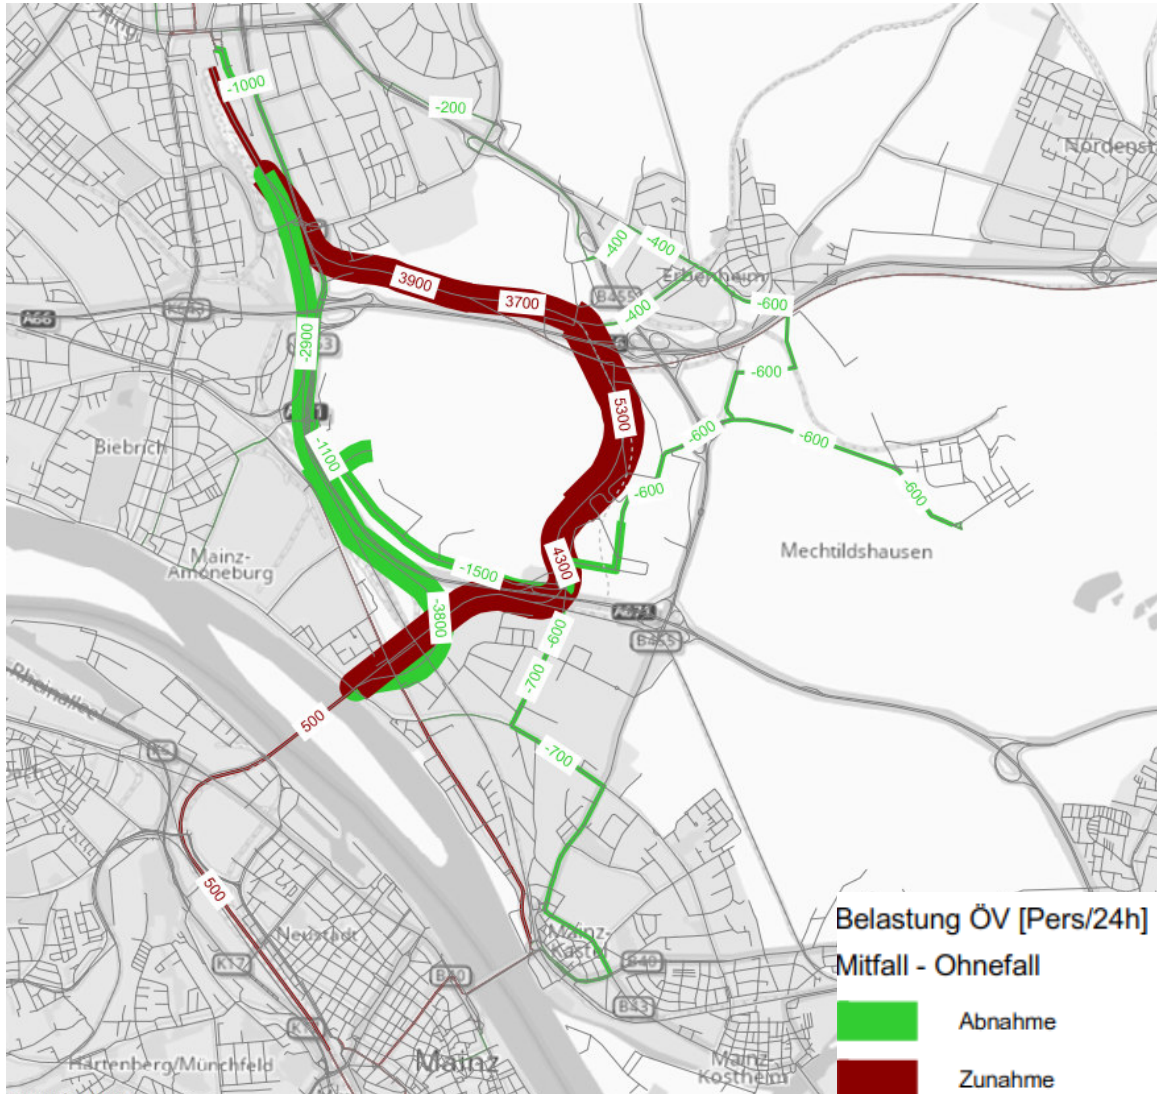 Ring
-1000
-200
Nordenst
3900
3700
-400
-400
Erbenheim
B455
-400
-600
A66
-2900
-600
5300
Biebrich
-1100
-600
-600
-600
-600
Mainz-
Amöneburg
Mechtildshausen
-1500
4300
-3800
A671
B455
-600
-700
Rheinallee
500
-700
500
Neustadt
Mainz-
Kastel
K17
B40
B40
B43
Hartenberg/Münchfeld
Mainz
Mainz-
Kostheim
Belastung ÖV [Pers/24h]
Mitfall - Ohnefall
Abnahme
Zunahme